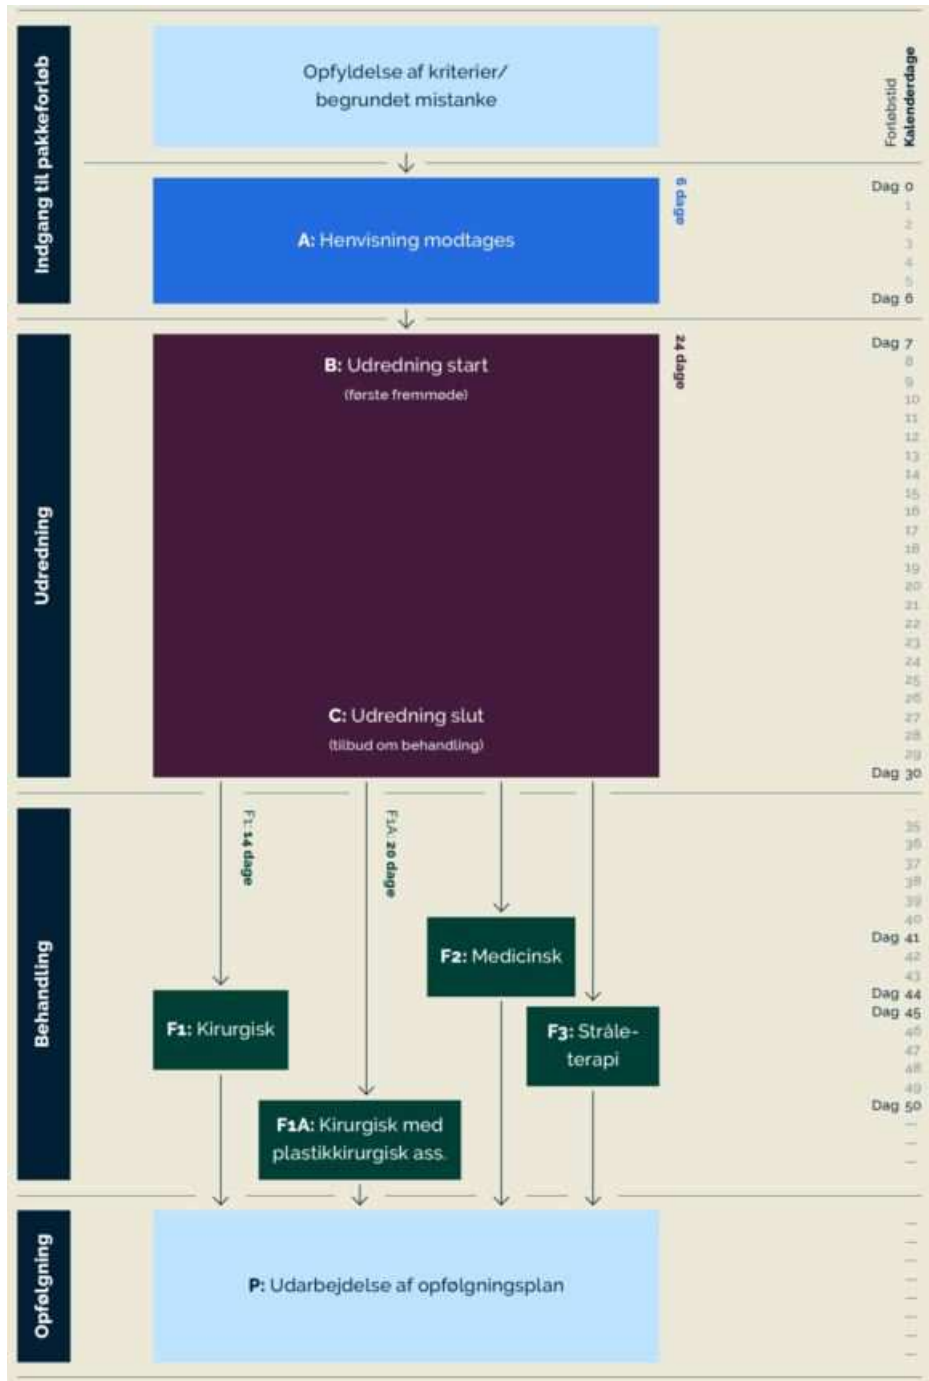 Indgang til pakkeforløb
Opfyldelse af kriterier/
begrundet mistanke
Forløbstid
Kalenderdage
A: Henvisning modtages
6 dage
Dag 0
1
2
3
4
5
Dag 6
Udredning
B: Udredning start
(første fremmøde)
24 dage
C: Udredning slut
(tilbud om behandling)
Dag 7
8
9
10
11
12
13
14
15
16
17
18
19
20
21
22
23
24
25
26
27
28
29
Dag 30
Behandling
F1: 14 dage
F1A: 20 dage
F2: Medicinsk
F1: Kirurgisk
F3: Stråle-
terapi
F1A: Kirurgisk med
plastikkirurgisk ass.
35
36
37
38
39
40
Dag 41
42
43
Dag 44
Dag 45
46
47
48
49
Dag 50
Opfølgning
P: Udarbejdelse af opfølgningsplan